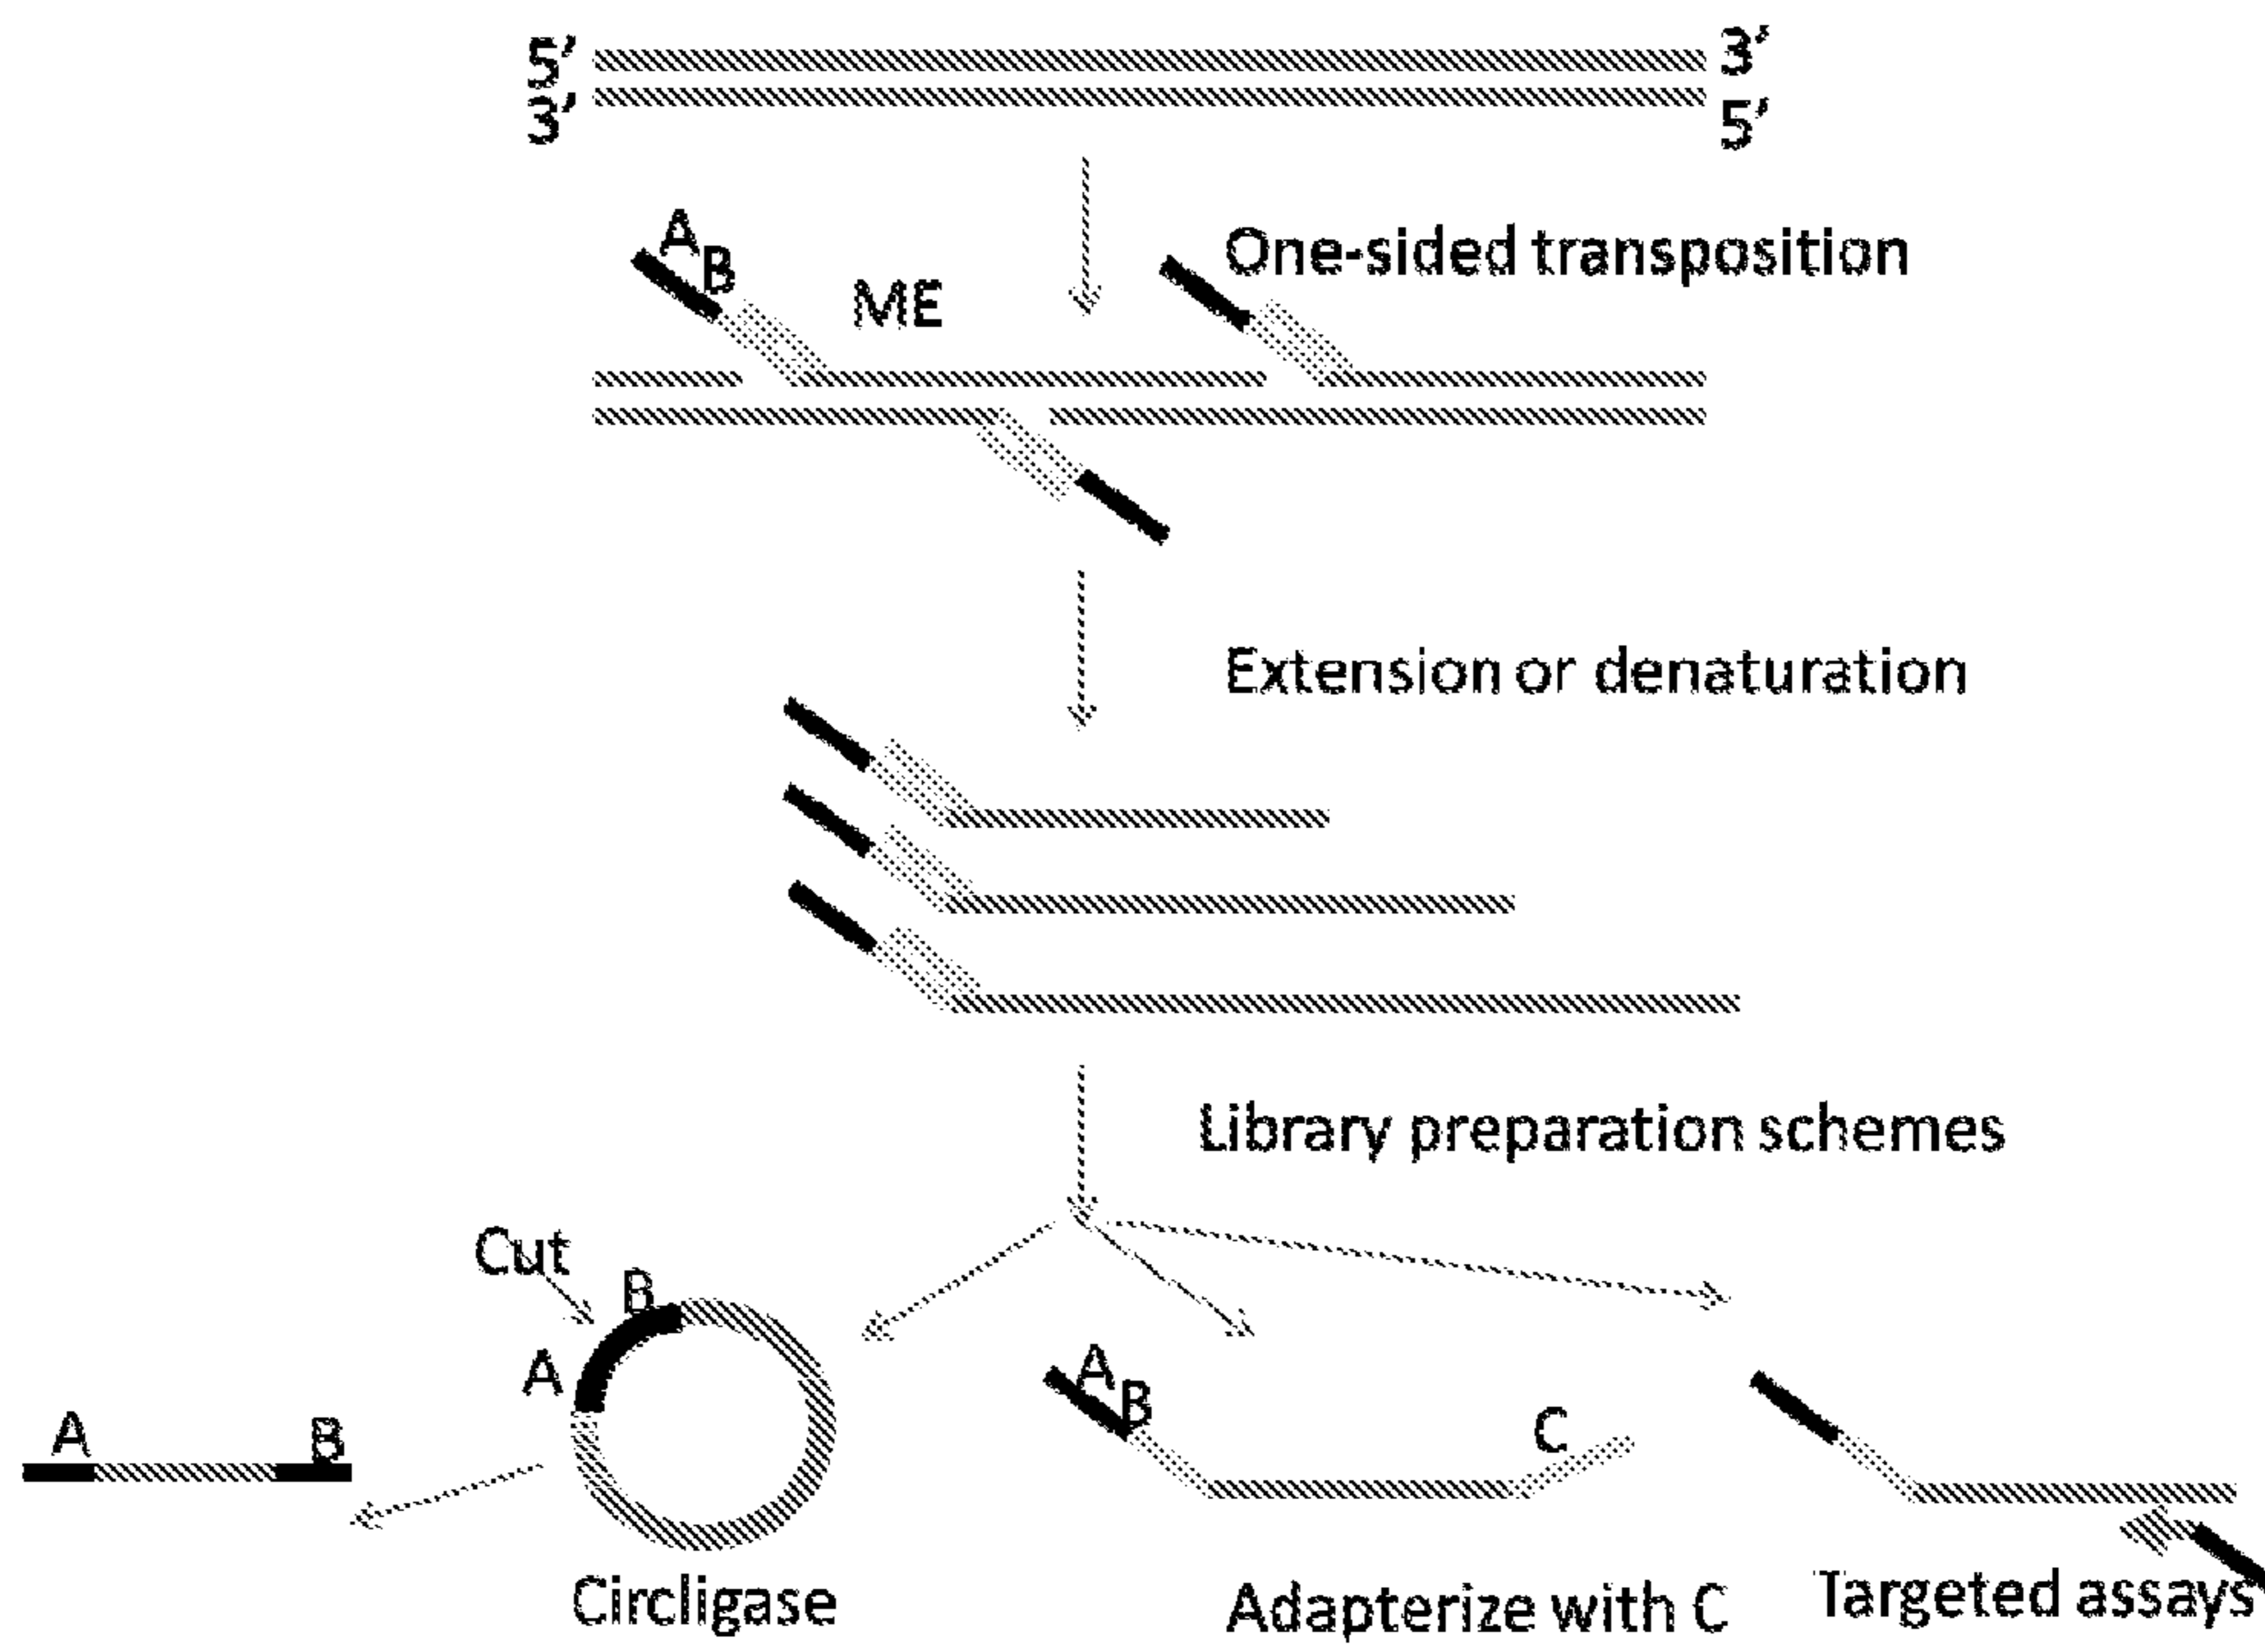 5' 3'
3' 5'
A
B
ME
One-sided transposition
Extension or denaturation
Library preparation schemes
Cut
B
A
A
B
A
B
C
Circligase
Adapterize with C
Targeted assays